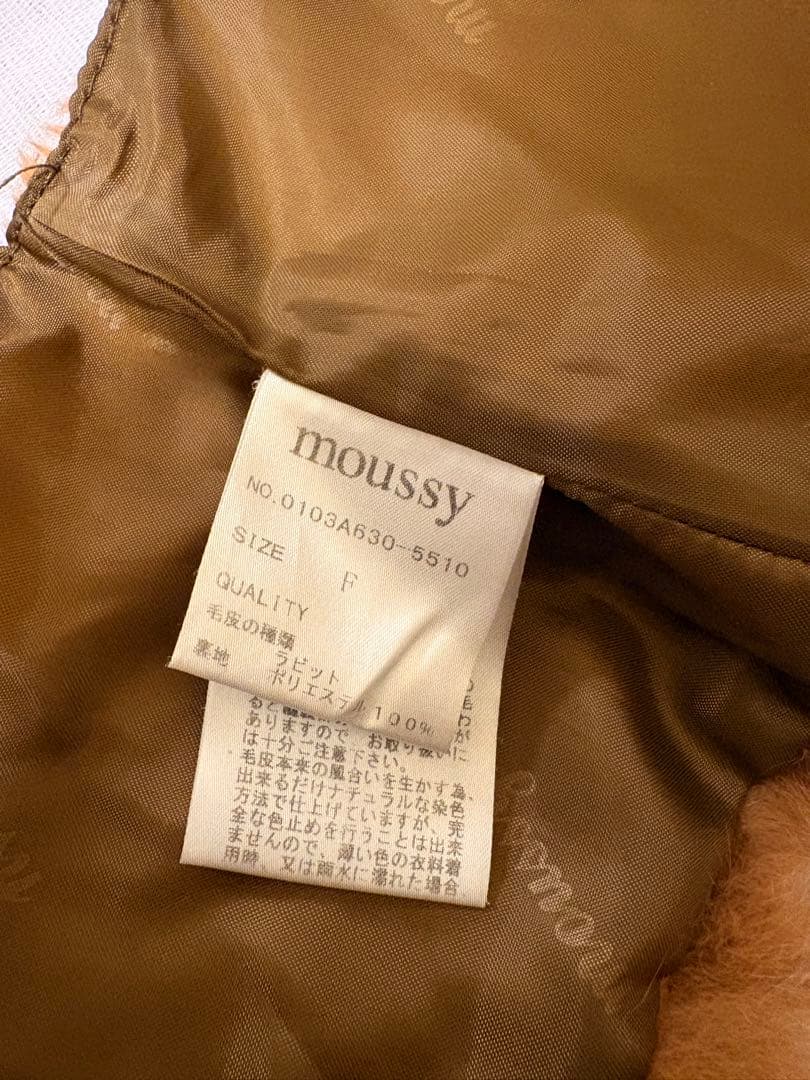 moussy
NO.0103A630-5510
SIZE F
QUALITY
毛皮の種類
ラビット
裏地 ポリエステル100%
ありますので、お取り扱いに
は十分ご注意下さい。
毛皮本来の風合いを生かす為、
出来るだけナチュラルな染色
方法で仕上げていますが、完
全な色止めを行うことは出来
ませんので、薄い色の衣料着
用時、又は雨水に濡れた場合
moussy